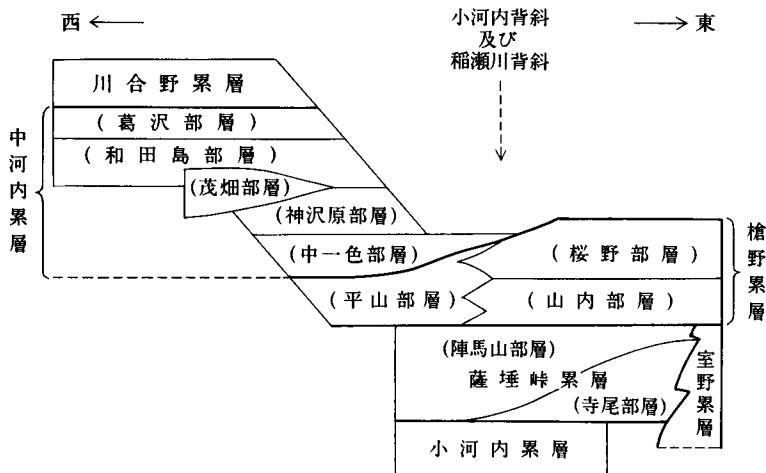 西
小河内背斜
及び
稲瀬川背斜
東
川合野累層
(葛沢部層)
(和田島部層)
(茂畑部層)
(神沢原部層)
(中一色部層)
中河内累層
(平山部層)
(桜野部層)
(山内部層)
槍野累層
(陣馬山部層)
薩埵峠累層
(寺尾部層)
室野累層
小河内累層